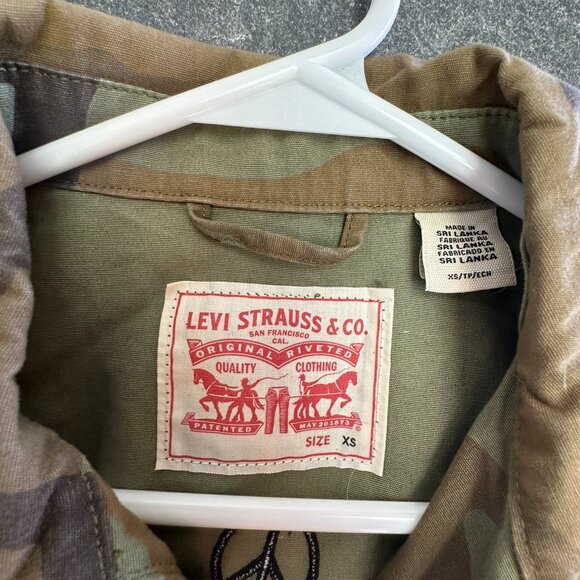 MADE IN
SRI LANKA
FABRIQUE AU
SRI LANKA
FABRICADO EN
SRI LANKA
XS/TP/ECH
LEVI STRAUSS & CO.
SAN FRANCISCO
CAL.
ORIGINAL RIVETED
QUALITY CLOTHING
PATENTED MAY 20 1873
SIZE XS